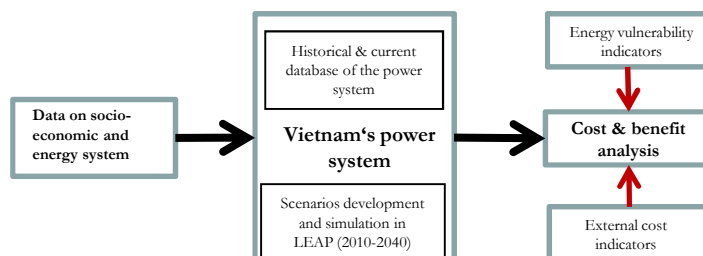 Data on socio-
economic and
energy system
Historical & current
database of the power
system
Vietnam‘s power
system
Scenarios development
and simulation in
LEAP (2010-2040)
Energy vulnerability
indicators
Cost & benefit
analysis
External cost
indicators